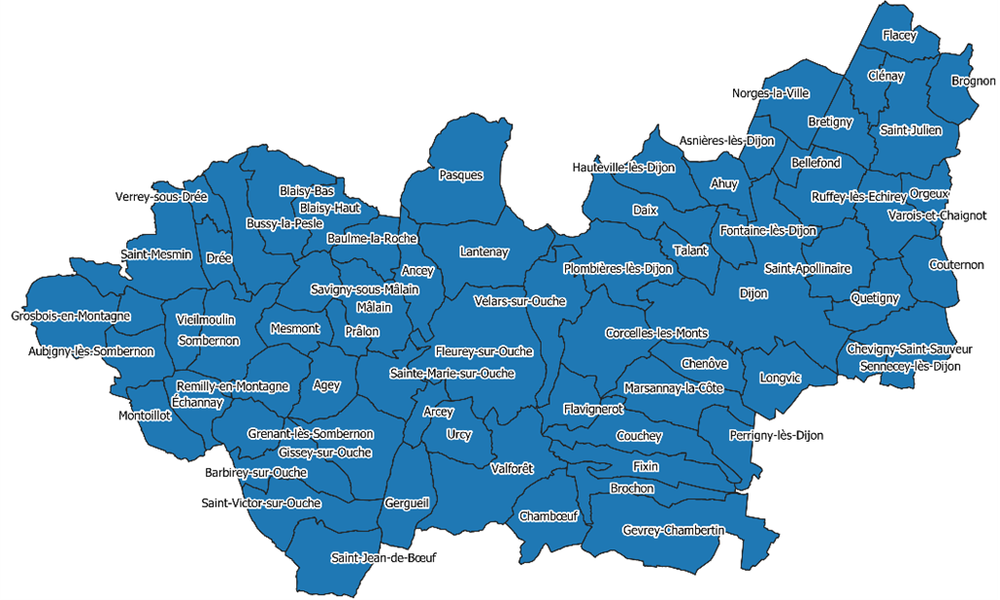 Flacey
Clénay
Brognon
Norges-la-Ville
Bretigny
Saint-Julien
Asnières-lès-Dijon
Bellefond
Pasques
Hauteville-lès-Dijon
Ahuy
Blaisy-Bas
Verrey-sous-Drée
Ruffey-lès-Echirey
Orgeux
Blaisy-Haut
Daix
Varois-et-Chaignot
Bussy-la-Pesle
Fontaine-lès-Dijon
Baulme-la-Roche
Lantenay
Talant
Saint-Mesmin
Drée
Couternon
Ancey
Plombières-lès-Dijon
Saint-Apollinaire
Savigny-sous-Mâlain
Dijon
Velars-sur-Ouche
Quetigny
Mâlain
Grosbois-en-Montagne
Vieilmoulin
Mesmont
Prâlon
Corcelles-les-Monts
Sombernon
Aubigny-lès-Sombernon
Fleurey-sur-Ouche
Chevigny-Saint-Sauveur
Chenôve
Sennecey-lès-Dijon
Sainte-Marie-sur-Ouche
Longvic
Remilly-en-Montagne
Agey
Marsannay-la-Côte
Échannay
Flavignerot
Arcey
Montoillot
Grenant-lès-Sombernon
Urcy
Couchey
Perrigny-lès-Dijon
Gissey-sur-Ouche
Fixin
Valforêt
Barbirey-sur-Ouche
Brochon
Saint-Victor-sur-Ouche
Gergueil
Chambœuf
Gevrey-Chambertin
Saint-Jean-de-Bœuf